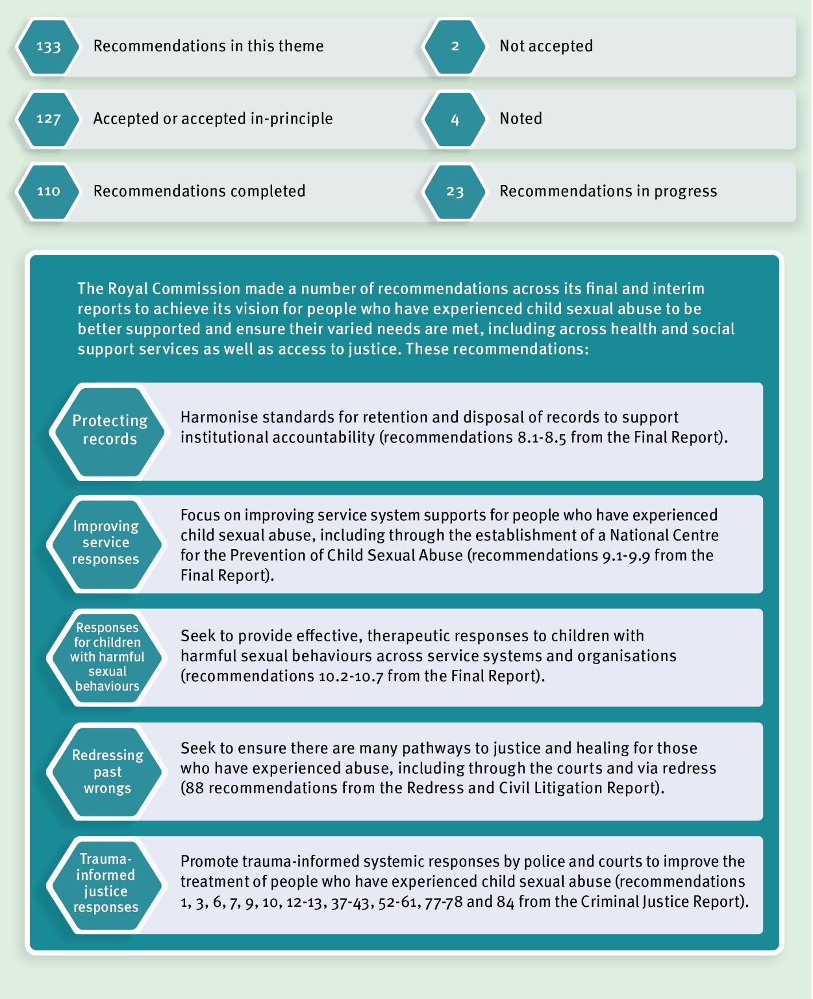 133 Recommendations in this theme
2 Not accepted
127 Accepted or accepted in-principle
4 Noted
110 Recommendations completed
23 Recommendations in progress
The Royal Commission made a number of recommendations across its final and interim
reports to achieve its vision for people who have experienced child sexual abuse to be
better supported and ensure their varied needs are met, including across health and social
support services as well as access to justice. These recommendations:
Protecting
records
Harmonise standards for retention and disposal of records to support
institutional accountability (recommendations 8.1-8.5 from the Final Report).
Improving
service
responses
Focus on improving service system supports for people who have experienced
child sexual abuse, including through the establishment of a National Centre
for the Prevention of Child Sexual Abuse (recommendations 9.1-9.9 from the
Final Report).
Responses
for children
with harmful
sexual
behaviours
Seek to provide effective, therapeutic responses to children with
harmful sexual behaviours across service systems and organisations
(recommendations 10.2-10.7 from the Final Report).
Redressing
past
wrongs
Seek to ensure there are many pathways to justice and healing for those
who have experienced abuse, including through the courts and via redress
(88 recommendations from the Redress and Civil Litigation Report).
Trauma-
informed
justice
responses
Promote trauma-informed systemic responses by police and courts to improve the
treatment of people who have experienced child sexual abuse (recommendations
1, 3, 6, 7, 9, 10, 12-13, 37-43, 52-61, 77-78 and 84 from the Criminal Justice Report).